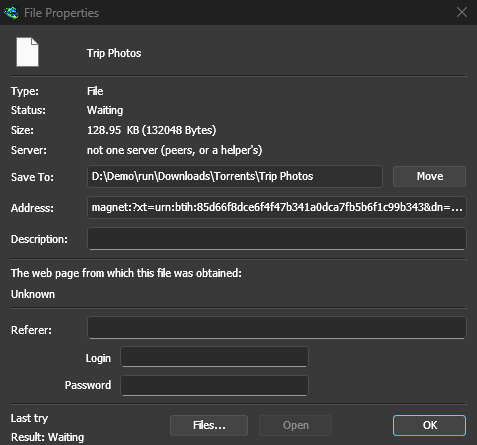 File Properties
Trip Photos
Type: File
Status: Waiting
Size: 128.95 KB (132048 Bytes)
Server: not one server (peers, or a helper's)
Save To: D:\Demo\run\Downloads\Torrents\Trip Photos Move
Address: magnet:?xt=urn:btih:85d66f8dce6f4f47b341a0dca7fb5b6f1c99b343&dn=...
Description:
The web page from which this file was obtained:
Unknown
Referer:
Login
Password
Last try
Result: Waiting
Files... Open OK